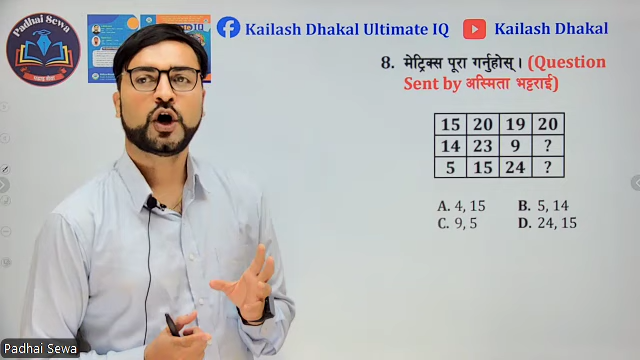 Padhai Sewa
Kailash Dhakal Ultimate IQ
Kailash Dhakal
8. मेट्रिक्स पूरा गर्नुहोस् । (Question
Sent by अस्मिता भट्टराई)
15 20 19 20
14 23 9 ?
5 15 24 ?
A. 4, 15 B. 5, 14
C. 9, 5 D. 24, 15
Padhai Sewa